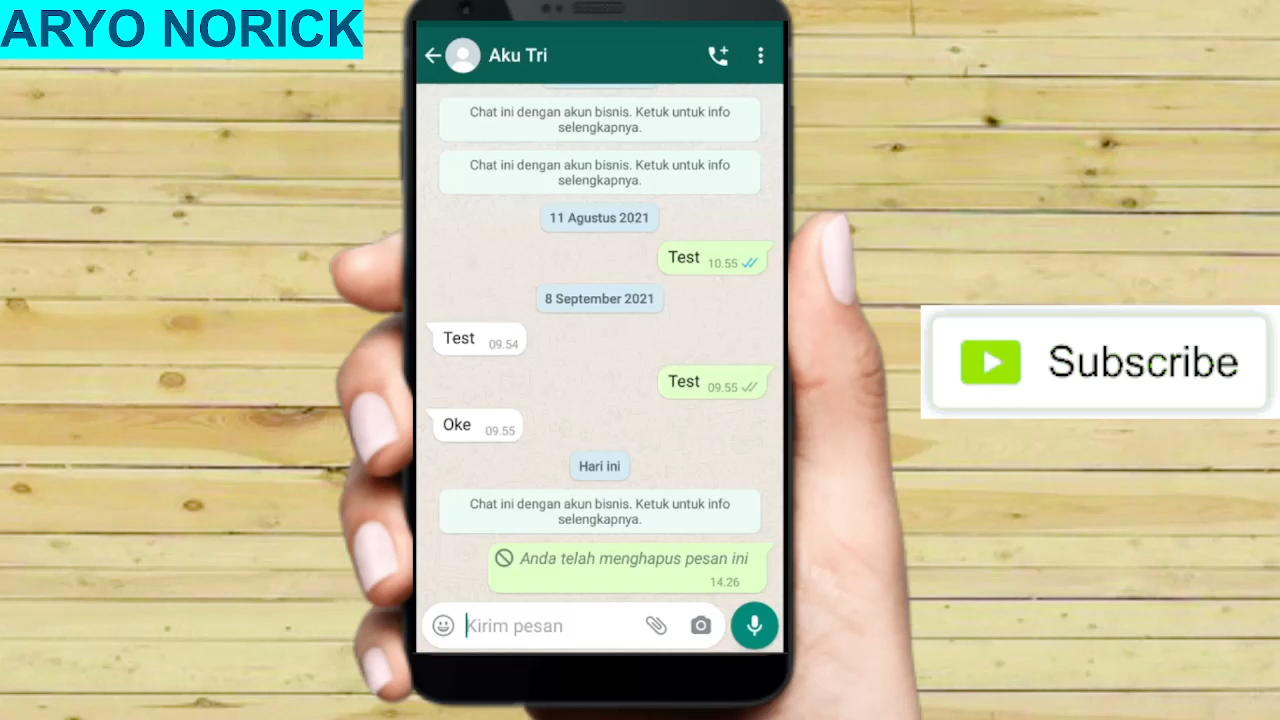 ARYO NORICK
Aku Tri
Chat ini dengan akun bisnis. Ketuk untuk info
selengkapnya.
Chat ini dengan akun bisnis. Ketuk untuk info
selengkapnya.
11 Agustus 2021
Test 10.55
8 September 2021
Test 09.54
Test 09.55
Oke 09.55
Hari ini
Chat ini dengan akun bisnis. Ketuk untuk info
selengkapnya.
Anda telah menghapus pesan ini
14.26
Kirim pesan
Subscribe